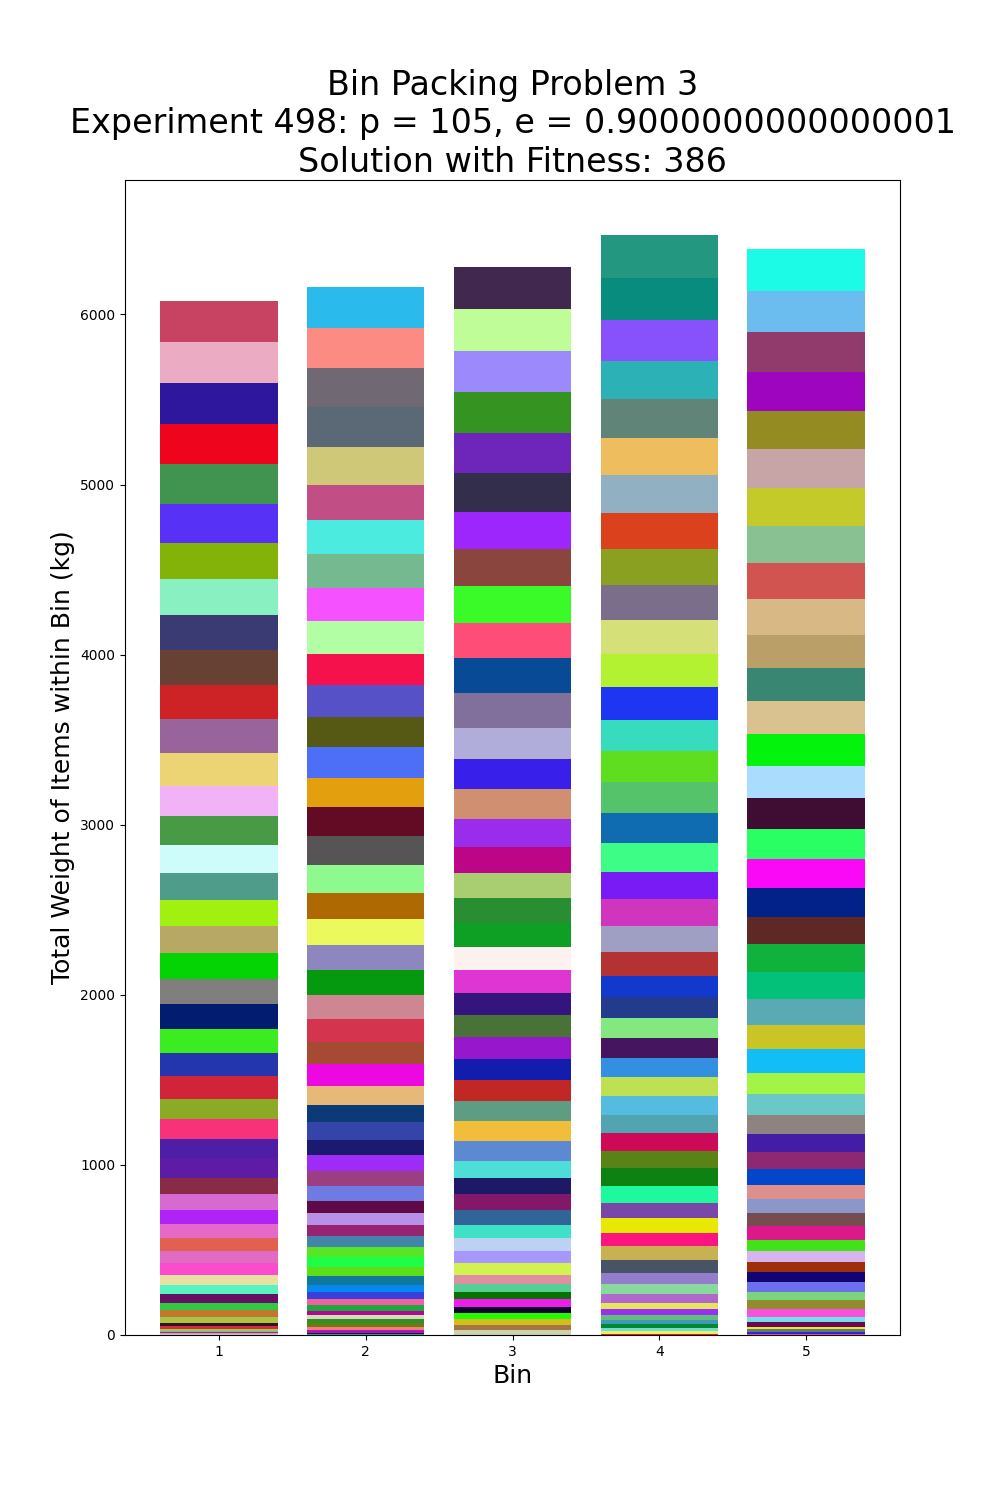 Bin Packing Problem 3
Experiment 498: p = 105, e = 0.9000000000000001
Solution with Fitness: 386
Total Weight of Items within Bin (kg)
6000
5000
4000
3000
2000
1000
0
1 2 3 4 5
Bin